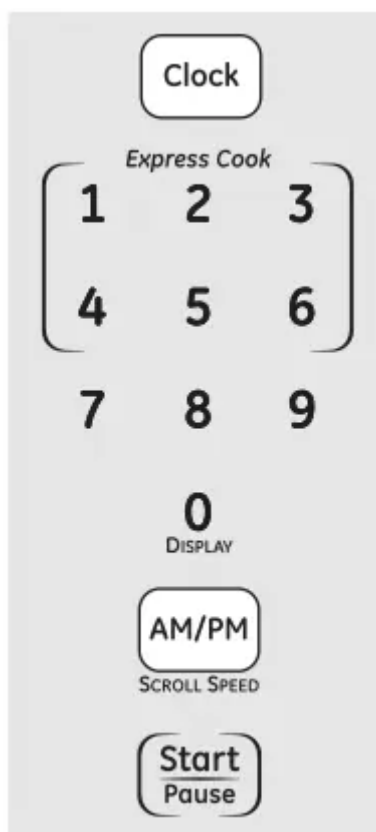 Clock
Express Cook
1 2 3
4 5 6
7 8 9
0
DISPLAY
AM/PM
SCROLL SPEED
Start
Pause